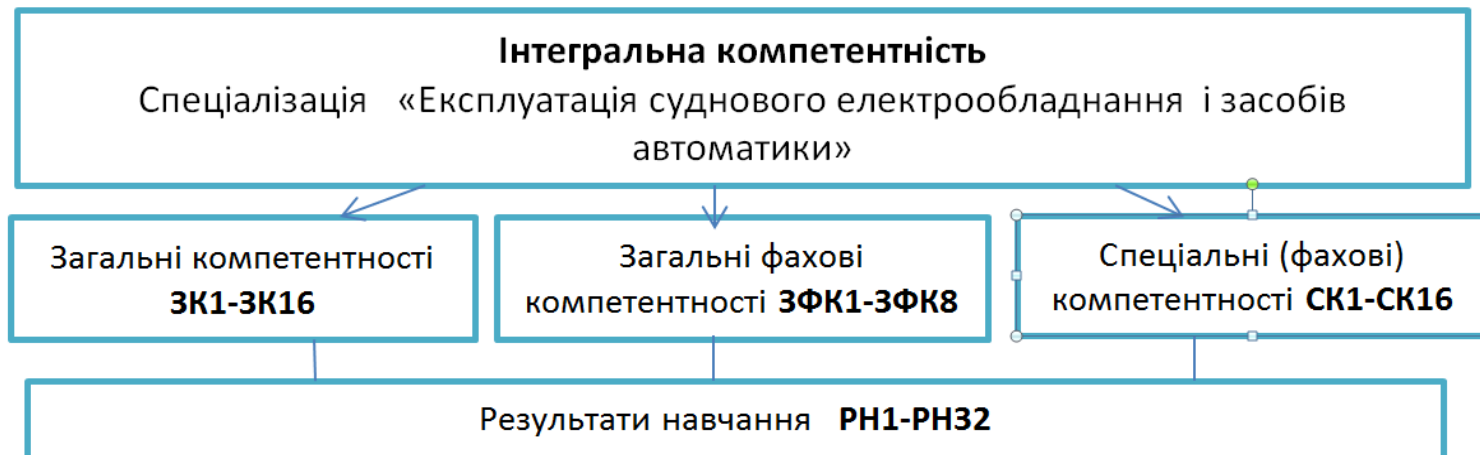 Інтегральна компетентність
Спеціалізація «Експлуатація суднового електрообладнання і засобів
автоматики»
Загальні компетентності
ЗК1-ЗК16
Загальні фахові
компетентності ЗФК1-ЗФК8
Спеціальні (фахові)
компетентності СК1-СК16
Результати навчання РН1-РН32